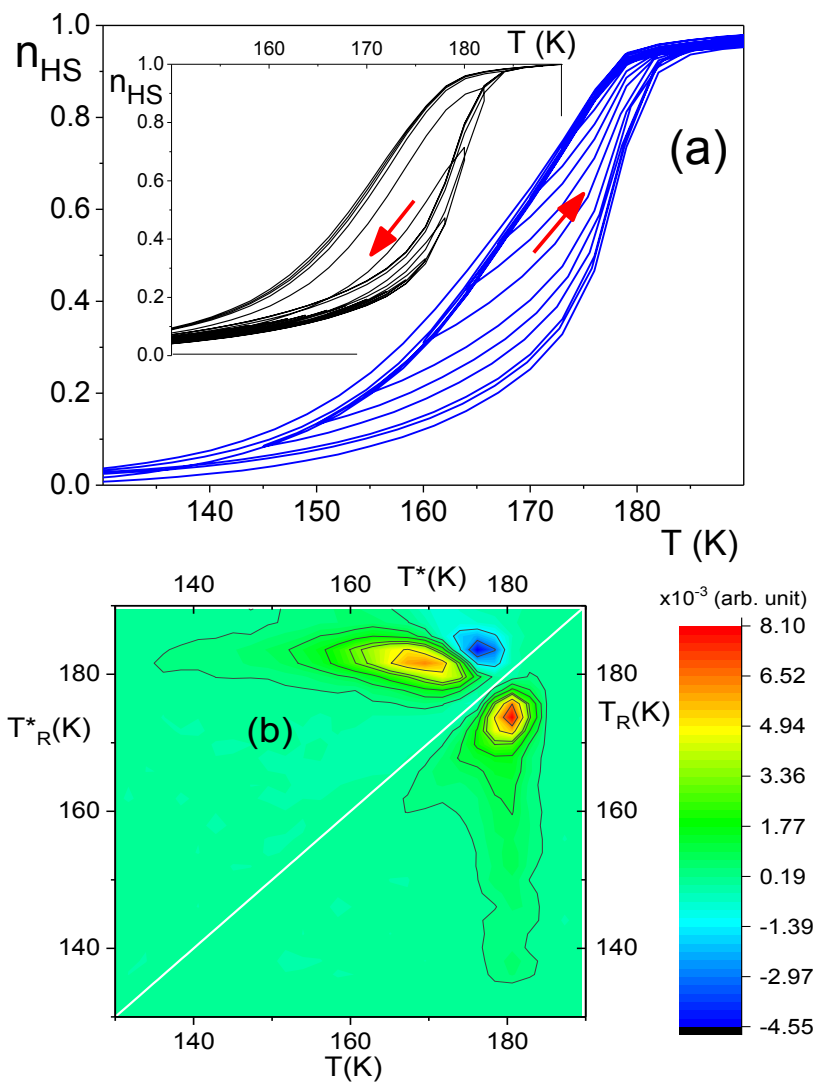 1.0
n_HS
0.8
0.6
0.4
0.2
0.0
140 150 160 170 180
T (K)
(a)
160 170 180
T (K)
n_HS
1.0
0.8
0.6
0.4
0.2
0.0
140 160 180
T*(K)
180
T*_R(K)
160
140
(b)
180
T_R(K)
160
140
140 160 180
T(K)
x10^-3 (arb. unit)
8.10
6.52
4.94
3.36
1.77
0.19
-1.39
-2.97
-4.55